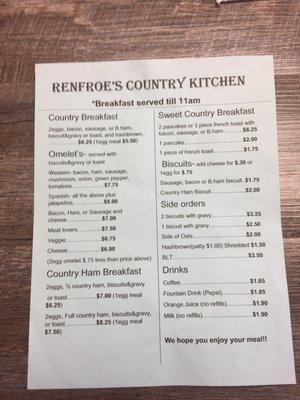 RENFROE'S COUNTRY KITCHEN
*Breakfast served till 11am
Country Breakfast
2eggs, bacon, sausage, or B.ham,
biscuit&gravy or toast, and hashbrown.
$6.25 (1egg meal $5.50)
Omelet's- served with
biscuits&gravy or toast
Western- bacon, ham, sausage,
mushroom, onion, green pepper,
tomatoes..................$7.75
Spanish- all the above plus
jalapeños.................$8.00
Bacon, Ham, or Sausage and
cheese....................$7.00
Meat lovers...............$7.50
Veggie....................$6.75
Cheese....................$6.00
(2egg omelet $.75 less than price above)
Country Ham Breakfast
2eggs, ½ country ham, biscuits&gravy
or toast..................$7.00 (1egg meal
$6.25)
2eggs, Full country ham, biscuits&gravy,
or toast..................$8.25 (1egg meal
$7.50)
Sweet Country Breakfast
2 pancakes or 3 piece french toast with
bacon, sausage, or B.ham.........$6.25
1 pancake........................$2.00
1 piece of french toast..........$1.75
Biscuits- add cheese for $.30 or
1egg for $.75
Sausage, bacon or B.ham biscuit..$1.75
Country Ham Biscuit..............$2.00
Side orders
2 biscuits with gravy............$3.25
1 biscuit with gravy.............$2.50
Side of Oats.....................$2.00
Hashbrown(patty $1.00) Shredded $1.50
BLT..............................$3.50
Drinks
Coffee...........................$1.65
Fountain Drink (Pepsi)...........$1.85
Orange Juice (no refills)........$1.90
Milk (no refills)................$1.90
We hope you enjoy your meal!!